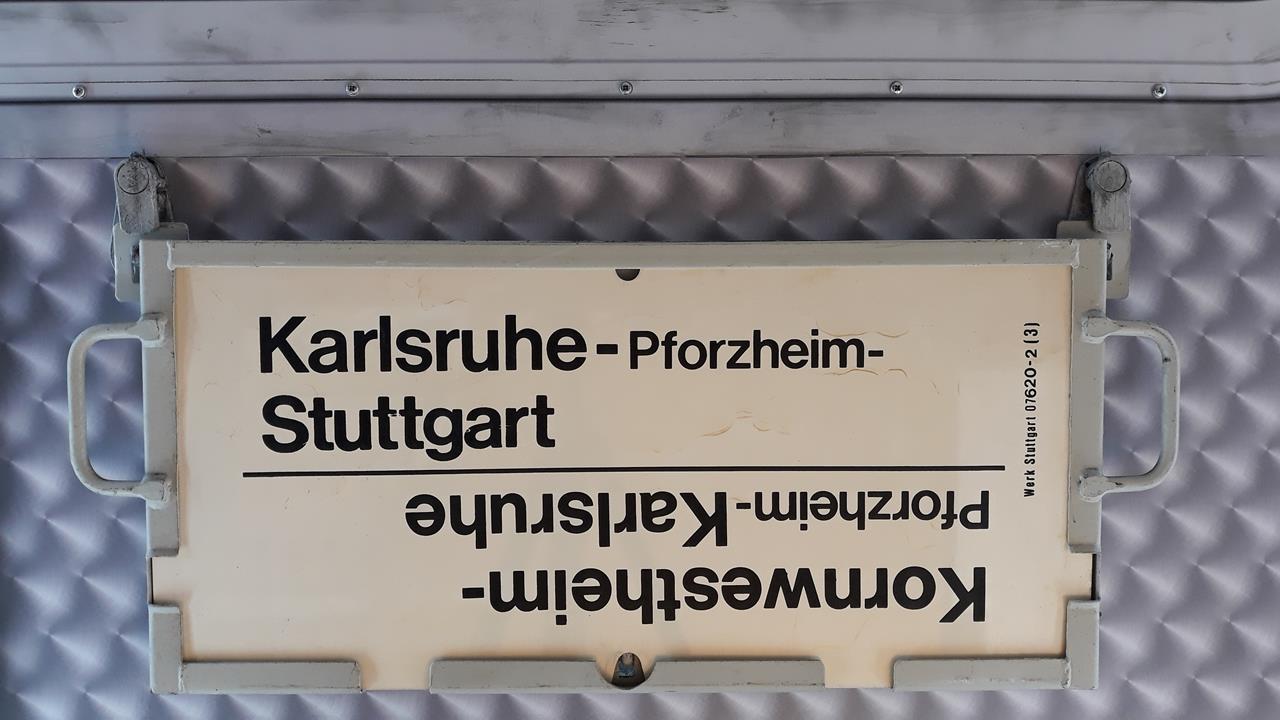 Karlsruhe-Pforzheim-
Stuttgart
Kornwestheim-
Pforzheim-Karlsruhe
Werk Stuttgart 07620-2 (3)